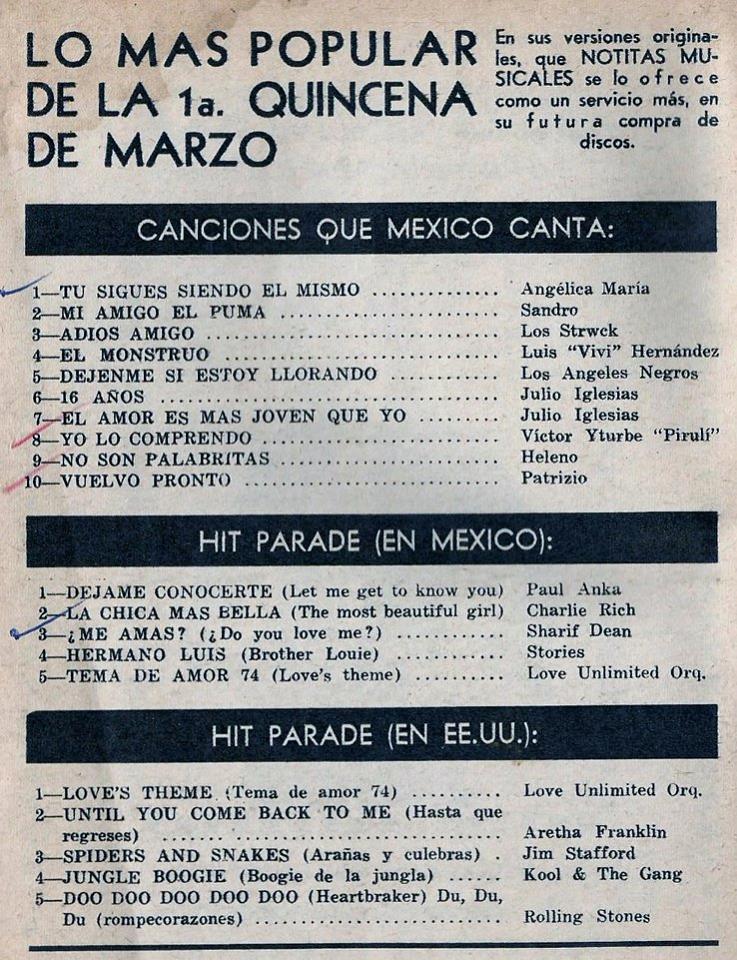 LO MAS POPULAR
DE LA 1a. QUINCENA
DE MARZO
En sus versiones origina-
les, que NOTITAS MU-
SICALES se lo ofrece
como un servicio más, en
su futura compra de
discos.
CANCIONES QUE MEXICO CANTA:
1—TU SIGUES SIENDO EL MISMO .............. Angélica María
2—MI AMIGO EL PUMA ........................ Sandro
3—ADIOS AMIGO ............................... Los Strwck
4—EL MONSTRUO .............................. Luis "Vivi" Hernández
5—DEJENME SI ESTOY LLORANDO ............. Los Angeles Negros
6—16 AÑOS .................................... Julio Iglesias
7—EL AMOR ES MAS JOVEN QUE YO ......... Julio Iglesias
8—YO LO COMPRENDO ......................... Víctor Yturbe "Pirulí"
9—NO SON PALABRITAS ........................ Heleno
10—VUELVO PRONTO ........................... Patrizio
HIT PARADE (EN MEXICO):
1—DEJAME CONOCERTE (Let me get to know you) Paul Anka
2—LA CHICA MAS BELLA (The most beautiful girl) Charlie Rich
3—¿ME AMAS? (¿Do you love me?) ............ Sharif Dean
4—HERMANO LUIS (Brother Louie) ............ Stories
5—TEMA DE AMOR 74 (Love's theme) .......... Love Unlimited Orq.
HIT PARADE (EN EE.UU.):
1—LOVE'S THEME (Tema de amor 74) .......... Love Unlimited Orq.
2—UNTIL YOU COME BACK TO ME (Hasta que
regreses) ...... ............................ Aretha Franklin
3—SPIDERS AND SNAKES (Arañas y culebras) . Jim Stafford
4—JUNGLE BOOGIE (Boogie de la jungla) ...... Kool & The Gang
5—DOO DOO DOO DOO DOO (Heartbraker) Du, Du,
Du (rompecorazones) .......................... Rolling Stones